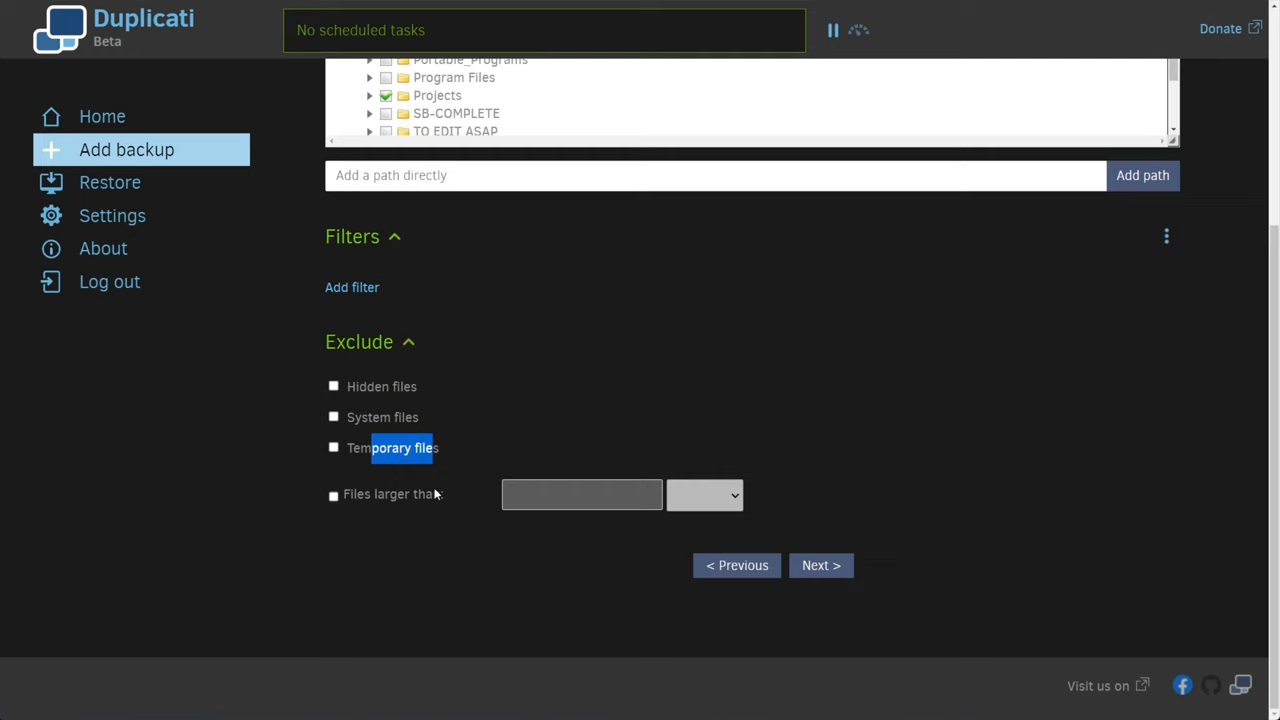 Duplicati
Beta
No scheduled tasks
Donate
Home
Add backup
Restore
Settings
About
Log out
Portable_Programs
Program Files
Projects
SB-COMPLETE
TO EDIT ASAP
Add a path directly
Add path
Filters
Add filter
Exclude
Hidden files
System files
Temporary files
Files larger than:
< Previous
Next >
Visit us on